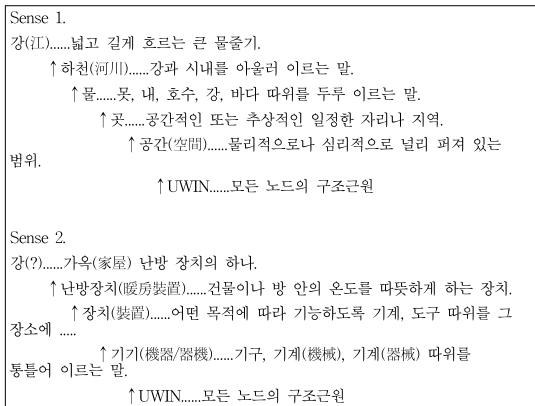 Sense 1.
강(江)......넓고 길게 흐르는 큰 물줄기.
↑하천(河川)......강과 시내를 아울러 이르는 말.
↑물......못, 내, 호수, 강, 바다 따위를 두루 이르는 말.
↑곳......공간적인 또는 추상적인 일정한 자리나 지역.
↑공간(空間)......물리적으로나 심리적으로 널리 퍼져 있는
범위.
↑UWIN......모든 노드의 구조근원
Sense 2.
강(?)......가옥(家屋) 난방 장치의 하나.
↑난방장치(暖房裝置)......건물이나 방 안의 온도를 따뜻하게 하는 장치.
↑장치(裝置)......어떤 목적에 따라 기능하도록 기계, 도구 따위를 그
장소에 .....
↑기기(機器/器機)......기구, 기계(機械), 기계(器械) 따위를
통틀어 이르는 말.
↑UWIN......모든 노드의 구조근원